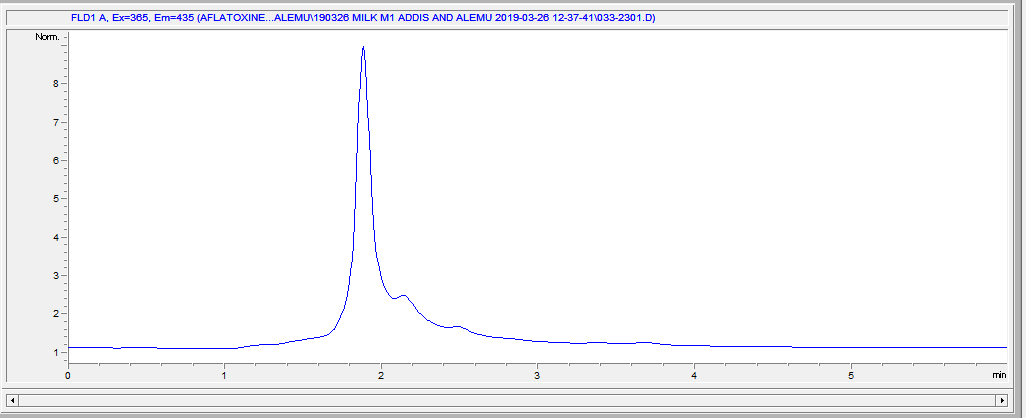 FLD1 A, Ex=365, Em=435 (AFLATOXINE...ALEMU\190326 MILK M1 ADDIS AND ALEMU 2019-03-26 12-37-41\033-2301.D)
Norm.
8
7
6
5
4
3
2
1
0 1 2 3 4 5 min